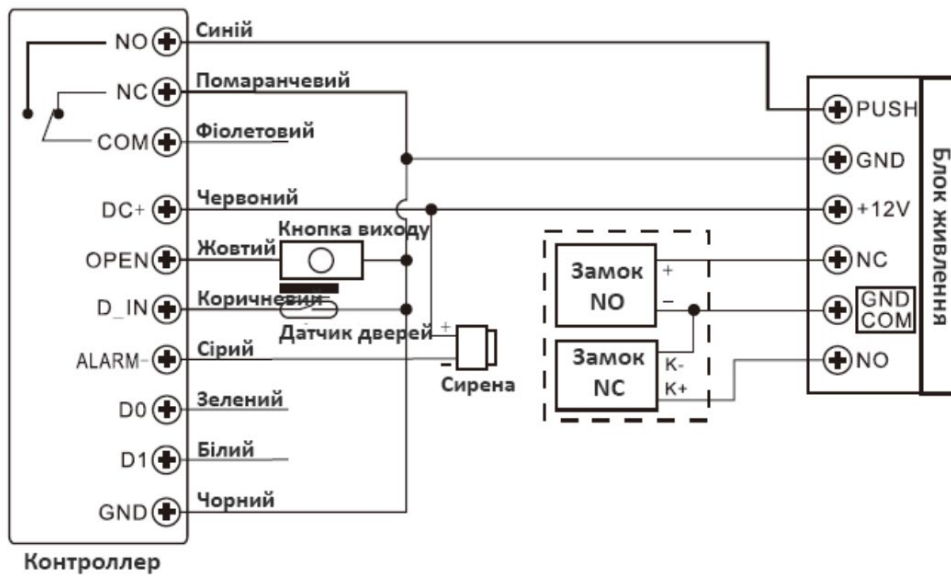 NO
Синій
NC
Помаранчевий
COM
Фіолетовий
DC+
Червоний
OPEN
Жовтий
Кнопка виходу
D_IN
Коричневий
Датчик дверей
ALARM-
Сірий
+
-
Сирена
D0
Зелений
D1
Білий
GND
Чорний
Контроллер
Замок
NO
+
-
Замок
NC
K-
K+
PUSH
GND
+12V
NC
GND
COM
NO
Блок живлення